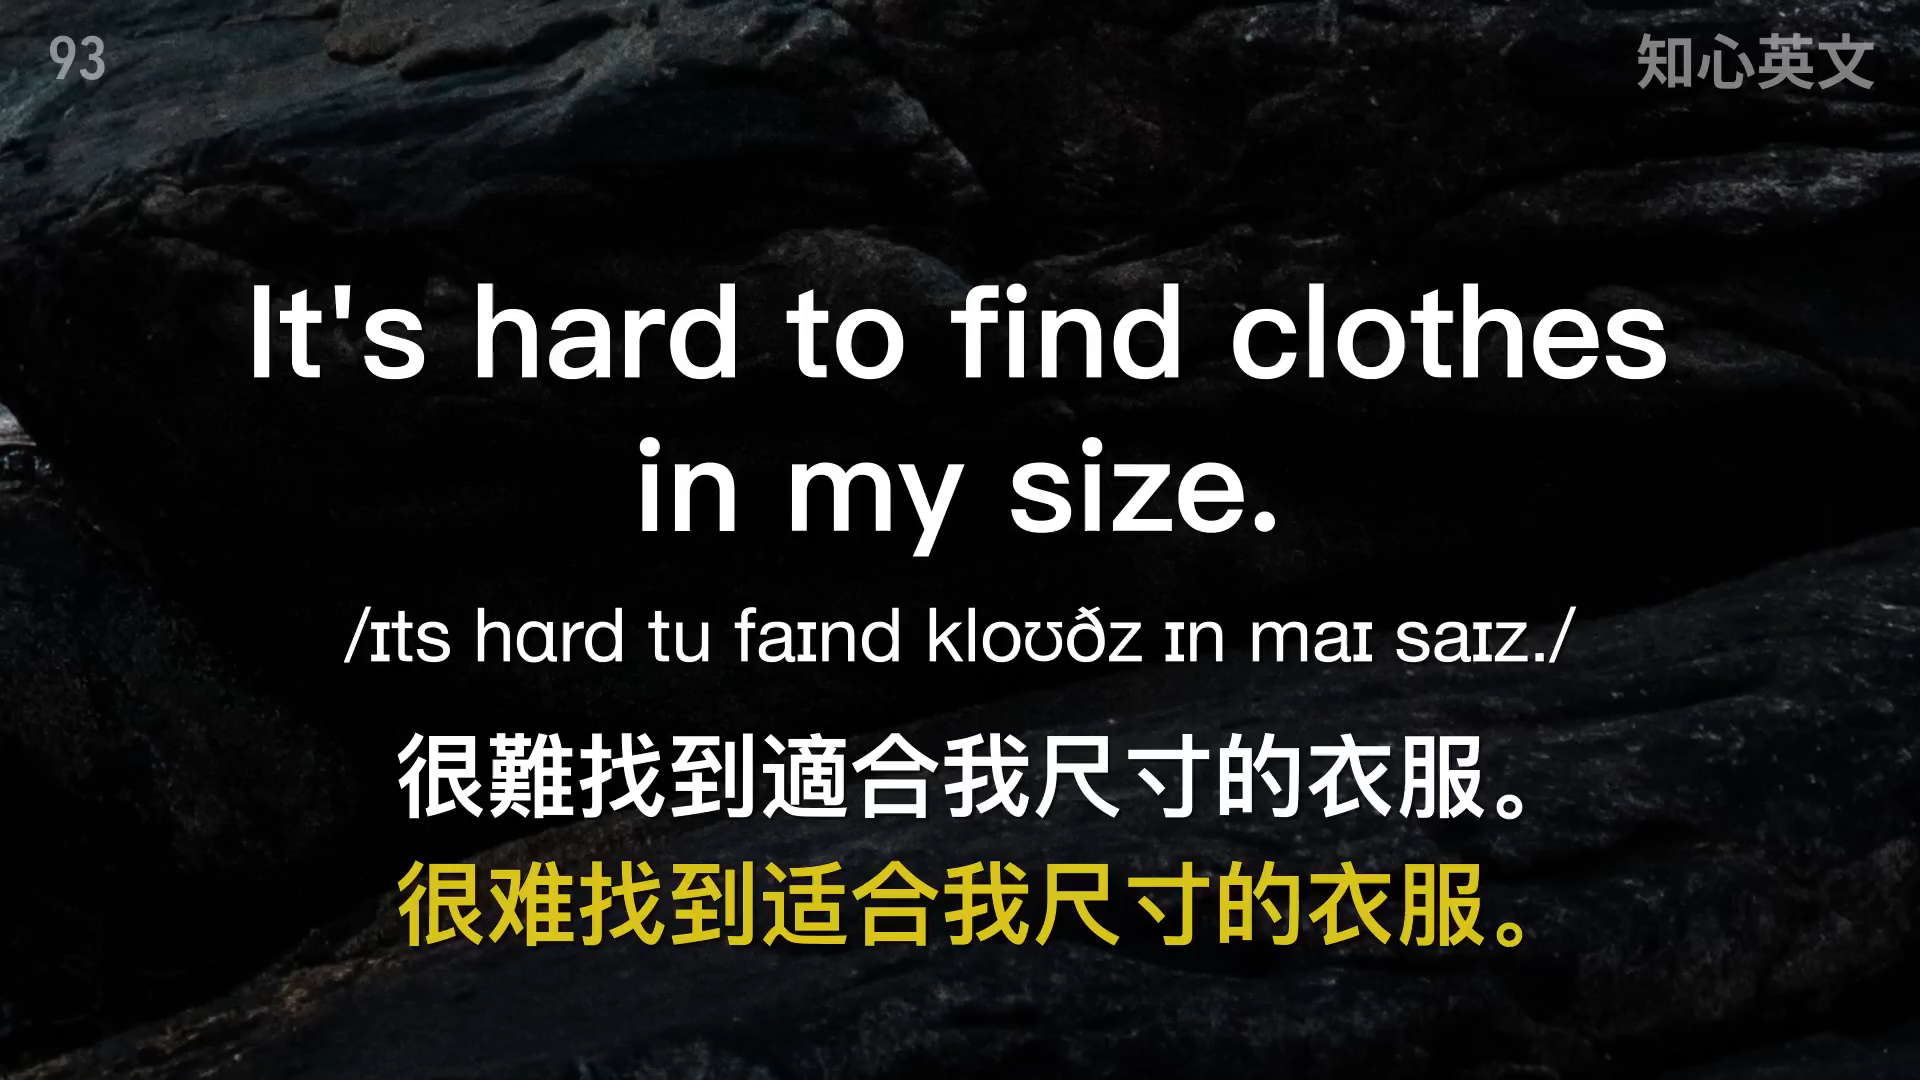 93
知心英文
It's hard to find clothes
in my size.
/ɪts hɑrd tu faɪnd kloʊðz ɪn maɪ saɪz./
很難找到適合我尺寸的衣服。
很难找到适合我尺寸的衣服。